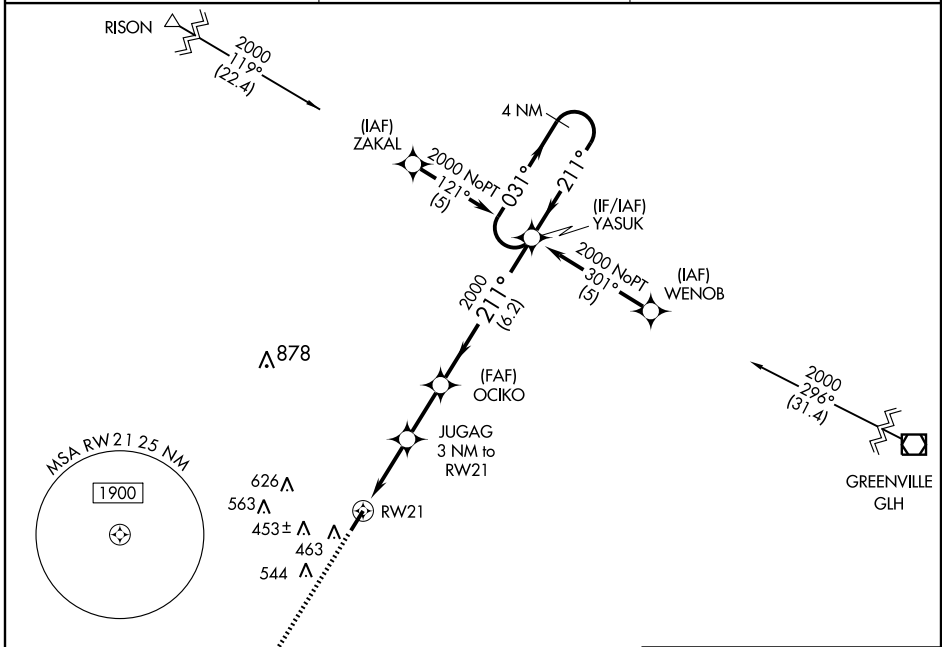 RISON
2000
119°
(22.4)
4 NM
(IAF)
ZAKAL
2000 NoPT
121°
(5)
031°
211°
(IF/IAF)
YASUK
2000 NoPT
301°
(5)
(IAF)
WENOB
2000
211°
(6.2)
878
(FAF)
OCIKO
2000
296°
(31.4)
JUGAG
3 NM to
RW21
GREENVILLE
GLH
MSA RW21 25 NM
1900
626
563
RW21
453±
463
544